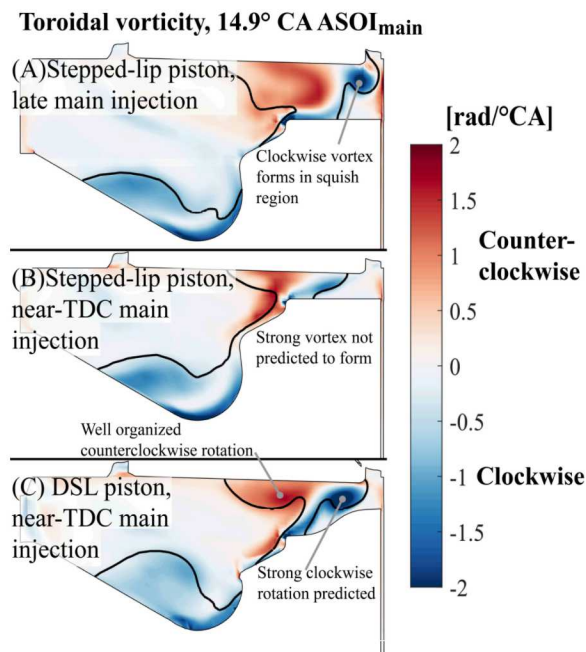 Toroidal vorticity, 14.9° CA ASOImain
(A)Stepped-lip piston,
late main injection
Clockwise vortex
forms in squish
region
(B)Stepped-lip piston,
near-TDC main
injection
Strong vortex not
predicted to form
Well organized
counterclockwise rotation
(C) DSL piston,
near-TDC main
injection
Strong clockwise
rotation predicted
[rad/°CA]
2
1.5
Counter-
clockwise
1
0.5
0
-0.5
Clockwise
-1
-1.5
-2